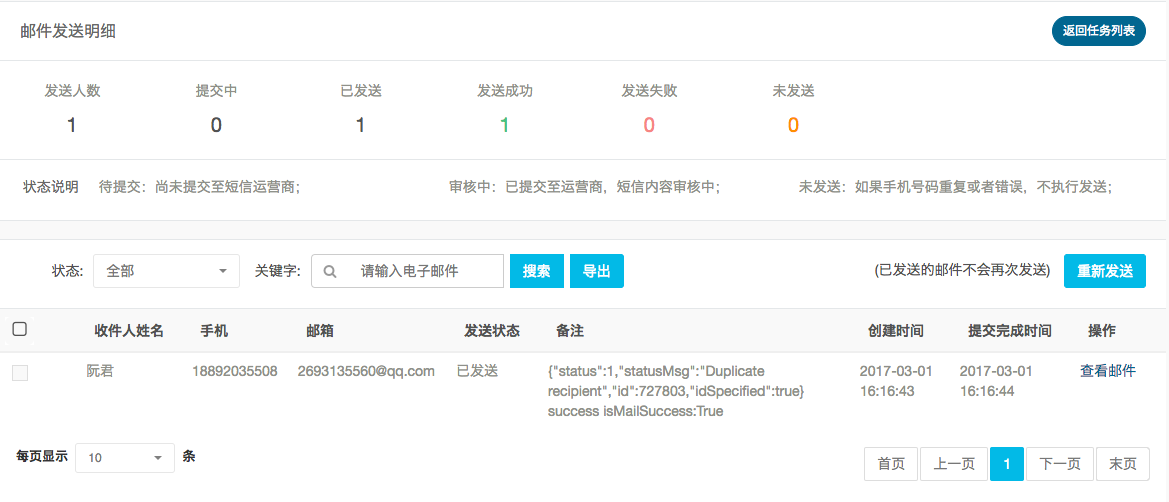 邮件发送明细 返回任务列表
发送人数 提交中 已发送 发送成功 发送失败 未发送
1 0 1 1 0 0
状态说明 待提交：尚未提交至短信运营商； 审核中：已提交至运营商，短信内容审核中； 未发送：如果手机号码重复或者错误，不执行发送；
状态: 全部 关键字: 请输入电子邮件 搜索 导出 (已发送的邮件不会再次发送) 重新发送
收件人姓名 手机 邮箱 发送状态 备注 创建时间 提交完成时间 操作
阮君 18892035508 2693135560@qq.com 已发送 {"status":1,"statusMsg":"Duplicate 2017-03-01 2017-03-01 查看邮件
recipient","id":727803,"idSpecified":true} 16:16:43 16:16:44
success isMailSuccess:True
每页显示 10 条 首页 上一页 1 下一页 末页